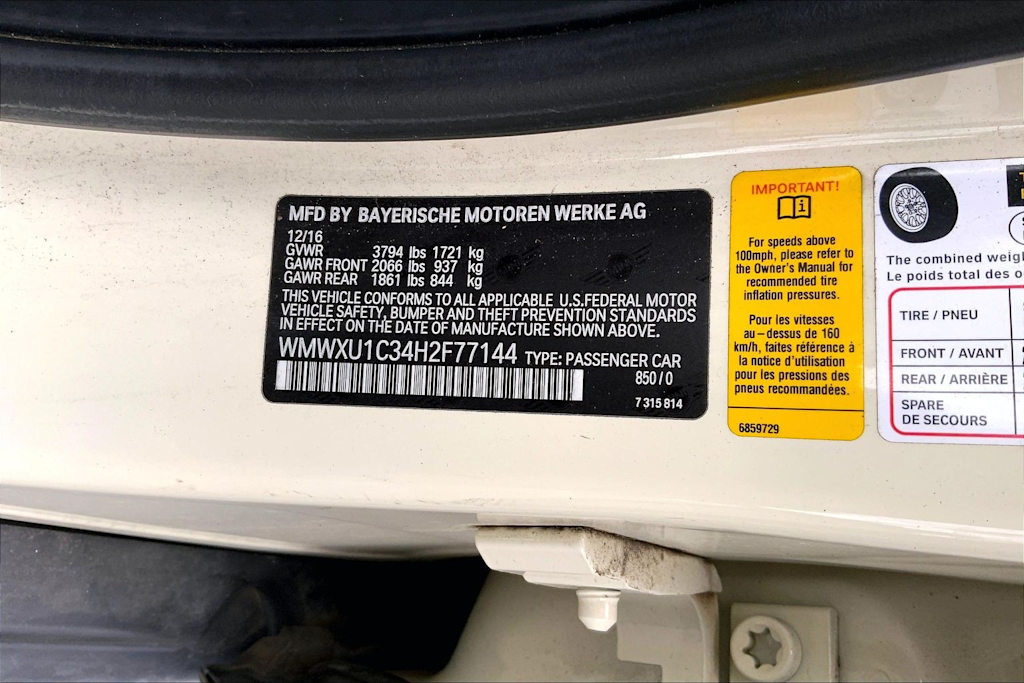 MFD BY BAYERISCHE MOTOREN WERKE AG
12/16
GVWR 3794 lbs 1721 kg
GAWR FRONT 2066 lbs 937 kg
GAWR REAR 1861 lbs 844 kg
THIS VEHICLE CONFORMS TO ALL APPLICABLE U.S.FEDERAL MOTOR
VEHICLE SAFETY, BUMPER AND THEFT PREVENTION STANDARDS
IN EFFECT ON THE DATE OF MANUFACTURE SHOWN ABOVE.
WMWXU1C34H2F77144 TYPE: PASSENGER CAR
850/0
7 315 814
IMPORTANT!
For speeds above
100mph, please refer to
the Owner's Manual for
recommended tire
inflation pressures.
Pour les vitesses
au-dessus de 160
km/h, faites référence à
la notice d'utilisation
pour les pressions des
pneus recommandées.
6859729
The combined
Le poids total des
TIRE / PNEU
FRONT / AVANT
REAR / ARRIÈRE
SPARE
DE SECOURS